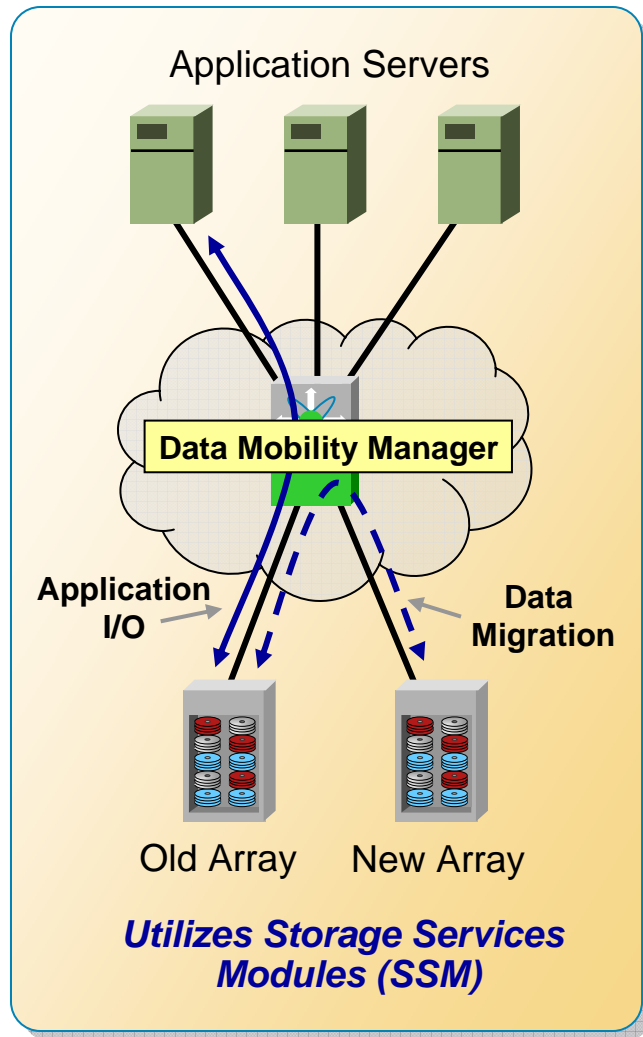 Application Servers
Data Mobility Manager
Application
I/O
Data
Migration
Old Array
New Array
Utilizes Storage Services
Modules (SSM)